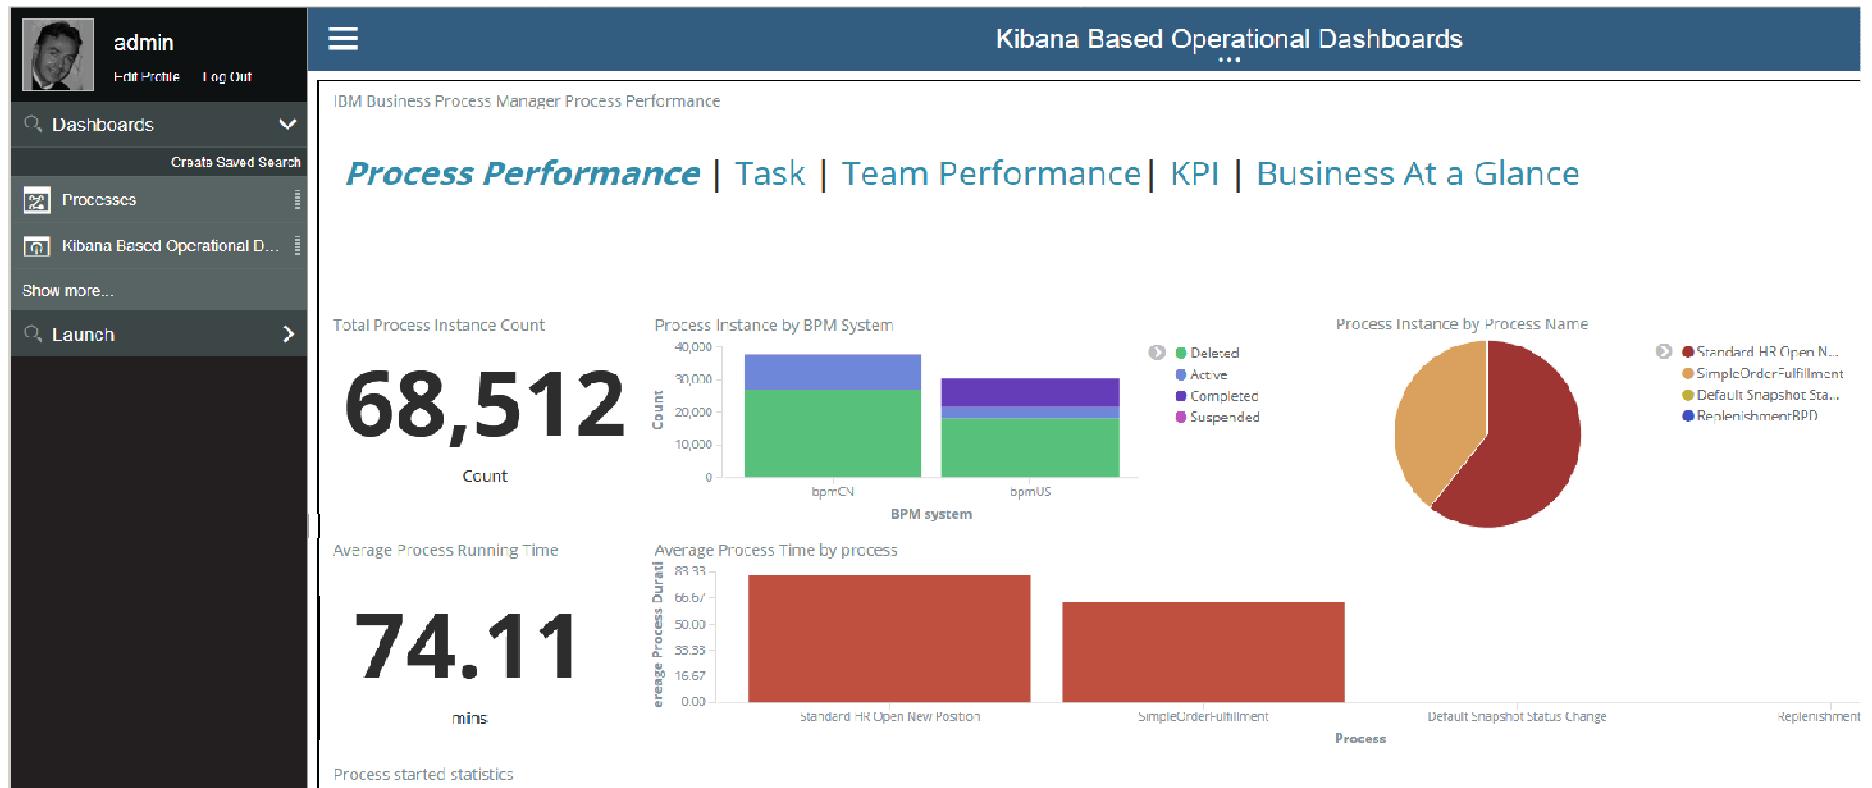 admin
Edit Profile Log Out
Dashboards
Create Saved Search
Processes
Kibana Based Operational D...
Show more...
Launch
Kibana Based Operational Dashboards
IBM Business Process Manager Process Performance
Process Performance | Task | Team Performance | KPI | Business At a Glance
Total Process Instance Count
68,512
Count
Process Instance by BPM System
40,000
30,000
20,000
10,000
0
Count
bpmCN
bpmUS
BPM system
Deleted
Active
Completed
Suspended
Process Instance by Process Name
Standard HR Open N...
SimpleOrderFulfillment
Default Snapshot Sta...
ReplenishmentBPD
Average Process Running Time
74.11
mins
Average Process Time by process
83.33
66.67
50.00
33.33
16.67
0.00
ereage Process Durati
Standard HR Open New Position
SimpleOrderFulfillment
Default Snapshot Status Change
Replenishment
Process
Process started statistics